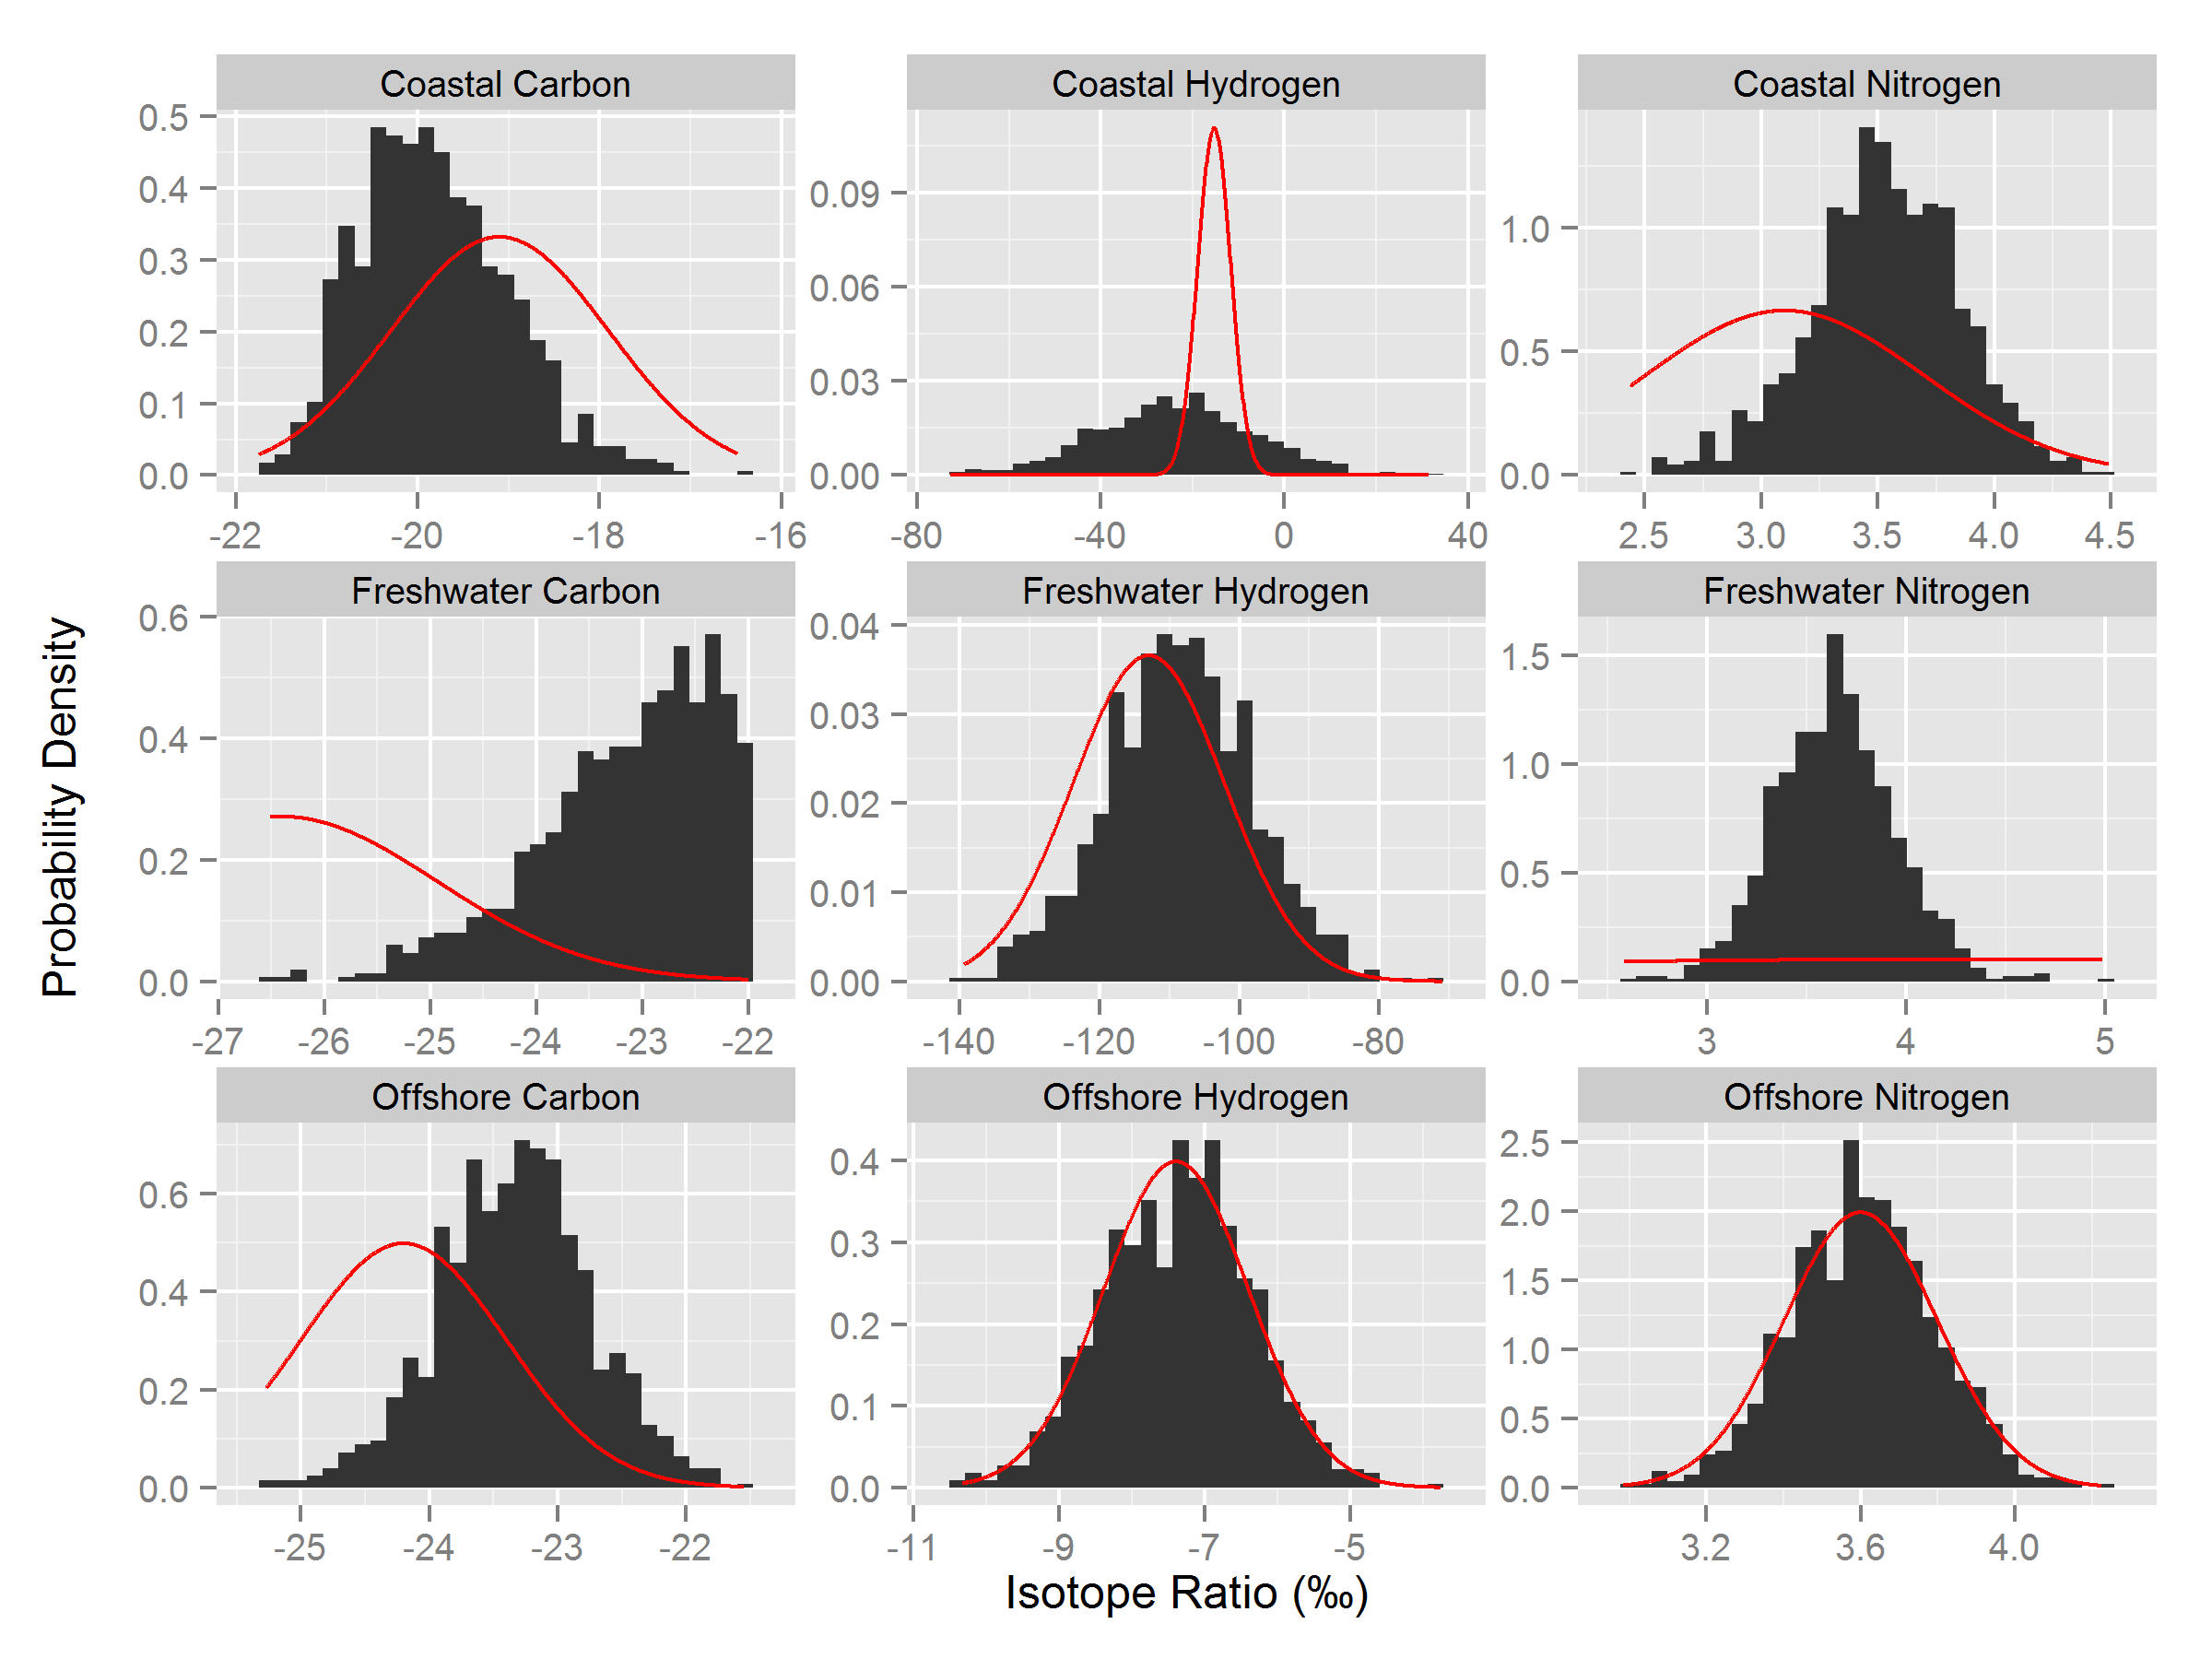 Coastal Carbon Coastal Hydrogen Coastal Nitrogen
0.5
0.4
0.3
0.2
0.1
0.0
-22 -20 -18 -16
0.09
0.06
0.03
0.00
-80 -40 0 40
1.0
0.5
0.0
2.5 3.0 3.5 4.0 4.5
Freshwater Carbon Freshwater Hydrogen Freshwater Nitrogen
0.6
0.4
0.2
0.0
-27 -26 -25 -24 -23 -22
0.04
0.03
0.02
0.01
0.00
-140 -120 -100 -80
1.5
1.0
0.5
0.0
3 4 5
Offshore Carbon Offshore Hydrogen Offshore Nitrogen
0.6
0.4
0.2
0.0
-25 -24 -23 -22
0.4
0.3
0.2
0.1
0.0
-11 -9 -7 -5
2.5
2.0
1.5
1.0
0.5
0.0
3.2 3.6 4.0
Probability Density
Isotope Ratio (‰)